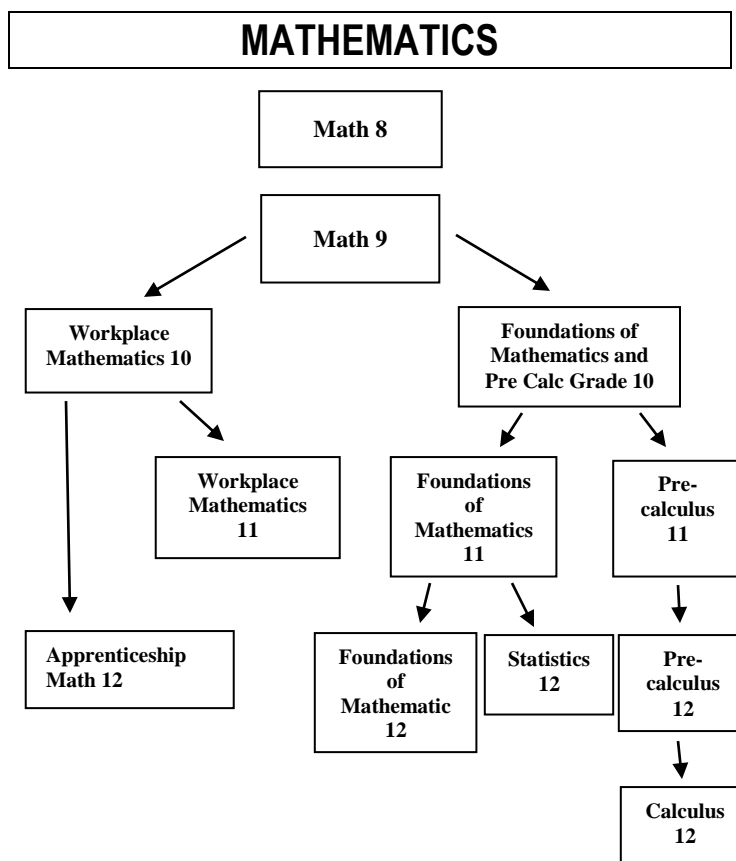 MATHEMATICS
Math 8
Math 9
Workplace
Mathematics 10
Foundations of
Mathematics and
Pre Calc Grade 10
Workplace
Mathematics
11
Foundations
of
Mathematics
11
Pre-
calculus
11
Apprenticeship
Math 12
Foundations
of
Mathematic
12
Statistics
12
Pre-
calculus
12
Calculus
12